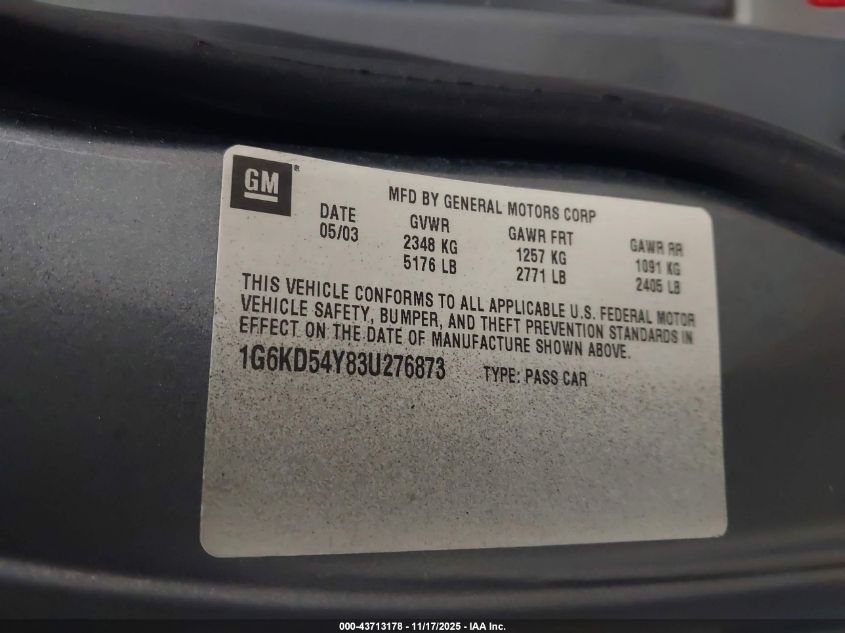 GM®
MFD BY GENERAL MOTORS CORP
DATE GVWR GAWR FRT GAWR RR
05/03 2348 KG 1257 KG 1091 KG
5176 LB 2771 LB 2405 LB
THIS VEHICLE CONFORMS TO ALL APPLICABLE U.S. FEDERAL MOTOR
VEHICLE SAFETY, BUMPER, AND THEFT PREVENTION STANDARDS IN
EFFECT ON THE DATE OF MANUFACTURE SHOWN ABOVE.
1G6KD54Y83U276873 TYPE: PASS CAR
000-43713178 - 11/17/2025 - IAA Inc.